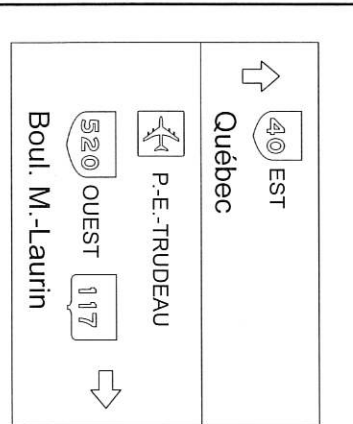 40 EST
Québec
P.-E.-TRUDEAU
520 OUEST 117
Boul. M.-Laurin